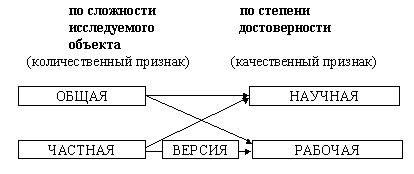 по сложности
исследуемого
объекта
(количественный признак)
по степени
достоверности
(качественный признак)
ОБЩАЯ
НАУЧНАЯ
ЧАСТНАЯ
ВЕРСИЯ
РАБОЧАЯ